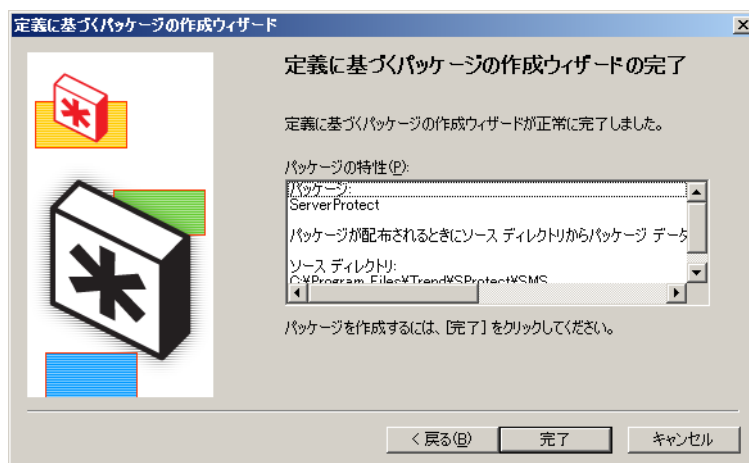 定義に基づくパッケージの作成ウィザード
定義に基づくパッケージの作成ウィザードの完了
定義に基づくパッケージの作成ウィザードが正常に完了しました。
パッケージの特性(P):
パッケージ:
ServerProtect
パッケージが配布されるときにソース ディレクトリからパッケージ データ
ソース ディレクトリ:
C:¥Program Files¥Trend¥SProtect¥SMS
パッケージを作成するには、[完了] をクリックしてください。
< 戻る(B) 完了 キャンセル